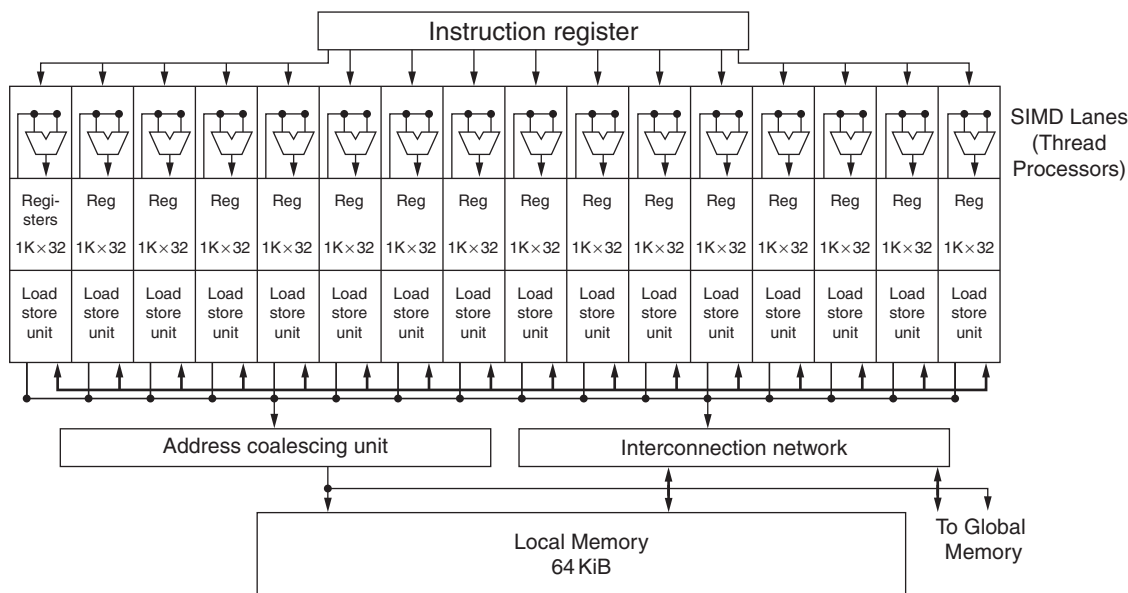 Instruction register
SIMD Lanes
(Thread
Processors)
Regi- Reg Reg Reg Reg Reg Reg Reg Reg Reg Reg Reg Reg Reg Reg Reg
sters
1K×32 1K×32 1K×32 1K×32 1K×32 1K×32 1K×32 1K×32 1K×32 1K×32 1K×32 1K×32 1K×32 1K×32 1K×32 1K×32
Load Load Load Load Load Load Load Load Load Load Load Load Load Load Load Load
store store store store store store store store store store store store store store store store
unit unit unit unit unit unit unit unit unit unit unit unit unit unit unit unit
Address coalescing unit
Interconnection network
Local Memory
64 KiB
To Global
Memory